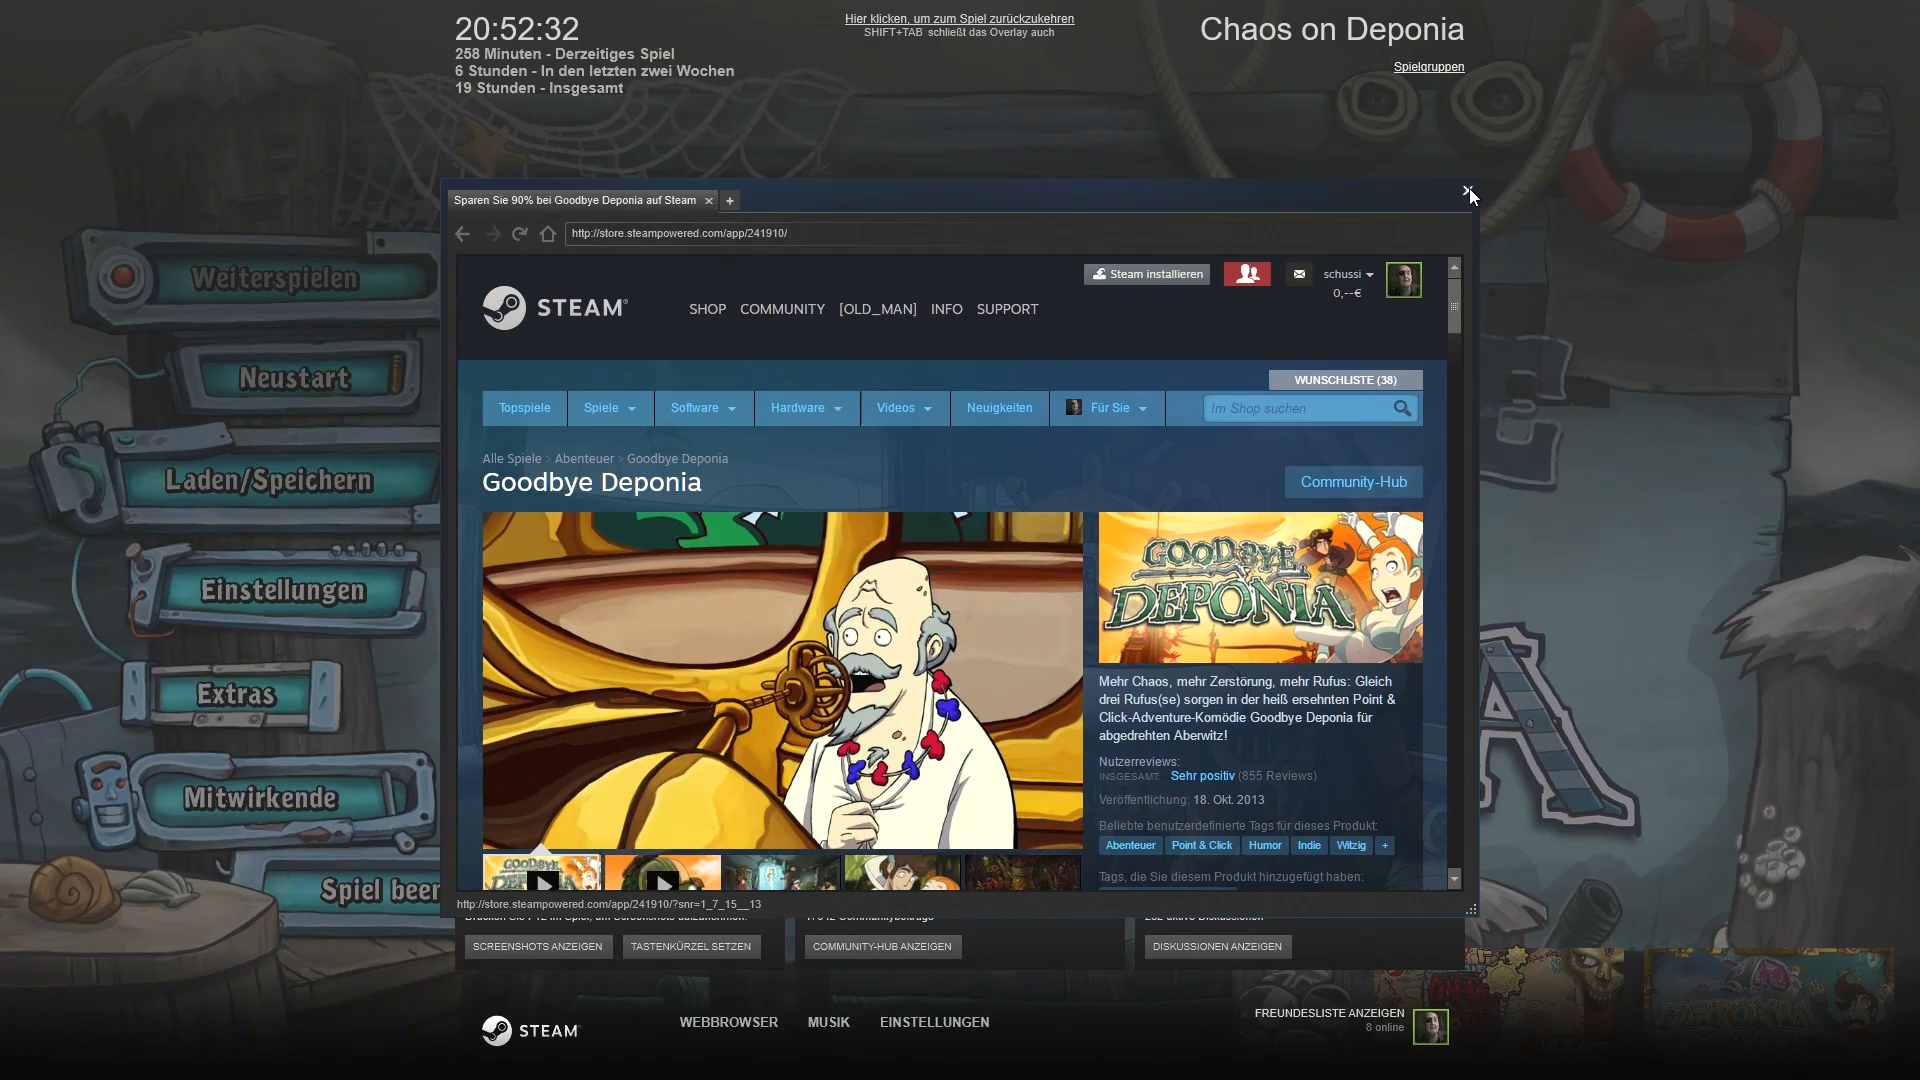 20:52:32
258 Minuten - Derzeitiges Spiel
6 Stunden - In den letzten zwei Wochen
19 Stunden - Insgesamt
Hier klicken, um zum Spiel zurückzukehren
SHIFT+TAB schließt das Overlay auch
Chaos on Deponia
Spielgruppen
Weiterspielen
Neustart
Laden/Speichern
Einstellungen
Extras
Mitwirkende
Spiel beer
Sparen Sie 90% bei Goodbye Deponia auf Steam
http://store.steampowered.com/app/241910/
Steam installieren
schussi
0,--€
STEAM
SHOP COMMUNITY [OLD_MAN] INFO SUPPORT
WUNSCHLISTE (38)
Topspiele Spiele Software Hardware Videos Neuigkeiten Für Sie Im Shop suchen
Alle Spiele > Abenteuer > Goodbye Deponia
Goodbye Deponia
Community-Hub
GOODBYE
DEPONIA
Mehr Chaos, mehr Zerstörung, mehr Rufus: Gleich
drei Rufus(se) sorgen in der heiß ersehnten Point &
Click-Adventure-Komödie Goodbye Deponia für
abgedrehten Aberwitz!
Nutzerreviews:
INSGESAMT: Sehr positiv (855 Reviews)
Veröffentlichung: 18. Okt. 2013
Beliebte benutzerdefinierte Tags für dieses Produkt:
Abenteuer Point & Click Humor Indie Witzig +
Tags, die Sie diesem Produkt hinzugefügt haben:
http://store.steampowered.com/app/241910/?snr=1_7_15__13
SCREENSHOTS ANZEIGEN TASTENKÜRZEL SETZEN COMMUNITY-HUB ANZEIGEN DISKUSSIONEN ANZEIGEN
STEAM
WEBBROWSER MUSIK EINSTELLUNGEN
FREUNDESLISTE ANZEIGEN
8 online
DEPONIA